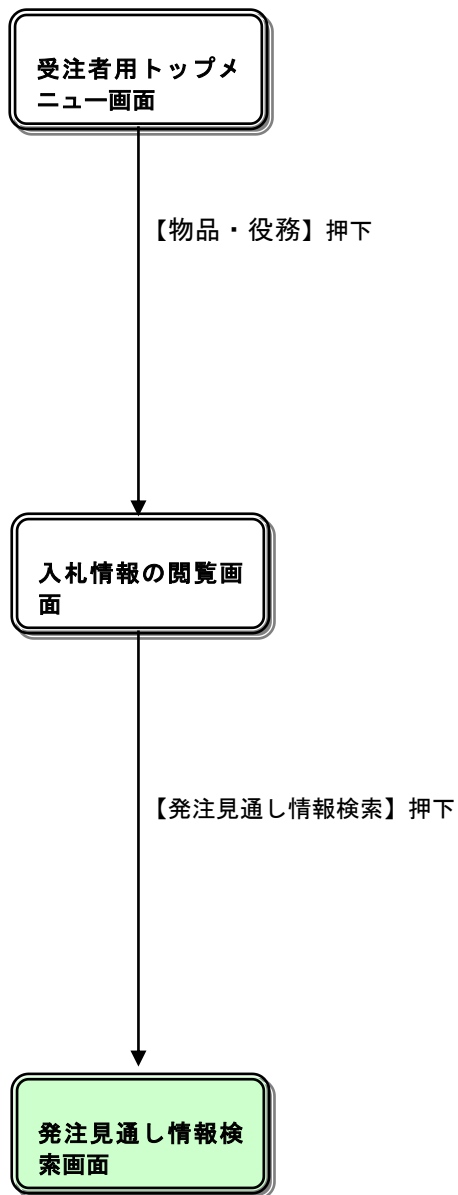 受注者用トップメ
ニュー画面
【物品・役務】押下
入札情報の閲覧画
面
【発注見通し情報検索】押下
発注見通し情報検
索画面